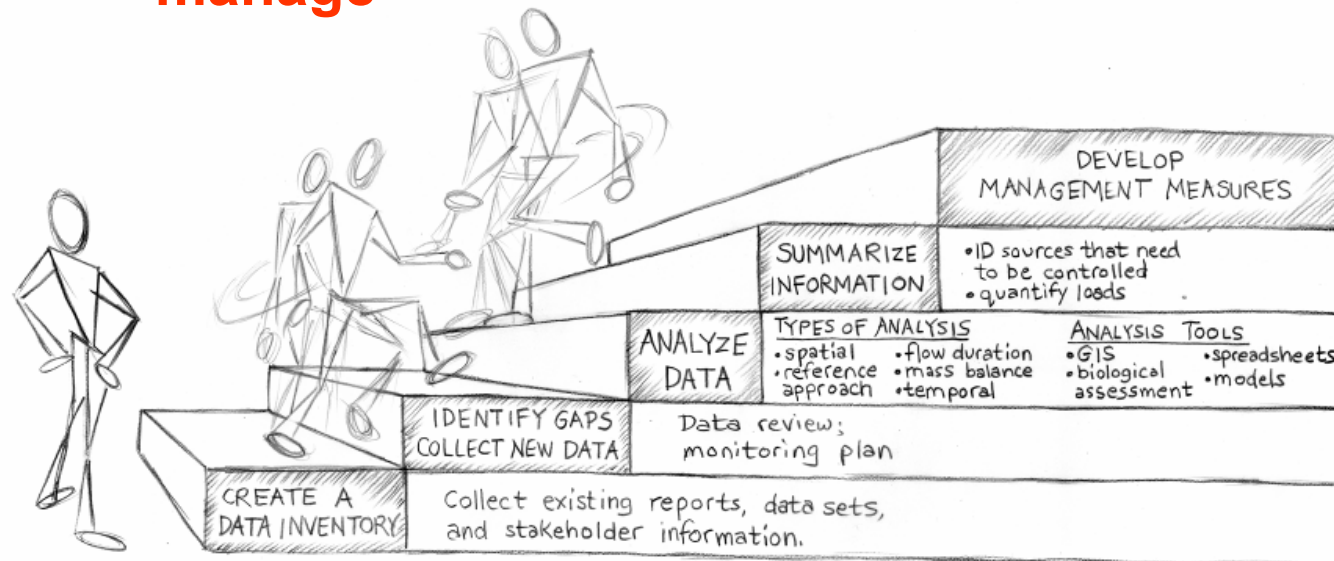 manage
DEVELOP
MANAGEMENT MEASURES
SUMMARIZE
INFORMATION
•ID sources that need
to be controlled
•quantify loads
ANALYZE
DATA
TYPES OF ANALYSIS
•spatial •flow duration
•reference •mass balance
approach •temporal
ANALYSIS TOOLS
•GIS •spreadsheets
•biological •models
assessment
IDENTIFY GAPS
COLLECT NEW DATA
Data review;
monitoring plan
CREATE A
DATA INVENTORY
Collect existing reports, data sets,
and stakeholder information.